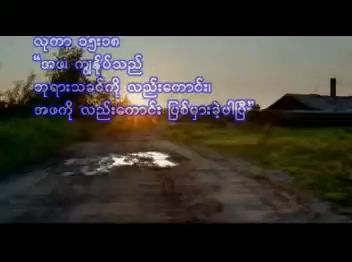 လုကာ ၁၅း၁၈
“အဖ၊ ကျွန်ုပ်သည်
ဘုရားသခင်ကို လည်းကောင်း၊
အဖကို လည်းကောင်း ပြစ်မှားခဲ့ပါပြီ”